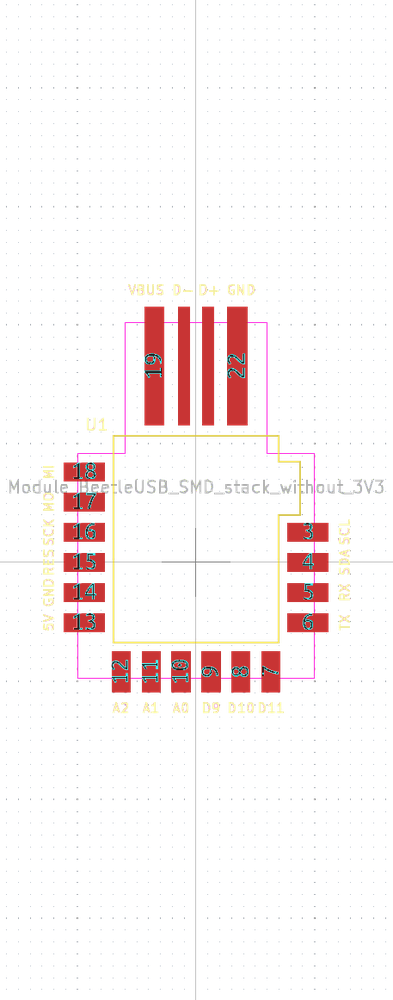 VBUS D- D+ GND
19 22
U1
18 MI
Module_BeetleUSB_SMD_stack_without_3V3
17 MO
16 SCK
15 RES
14 GND
13 5V
3 SCL
4 SDA
5 RX
6 TX
12 11 10 9 8 7
A2 A1 A0 D9 D10 D11